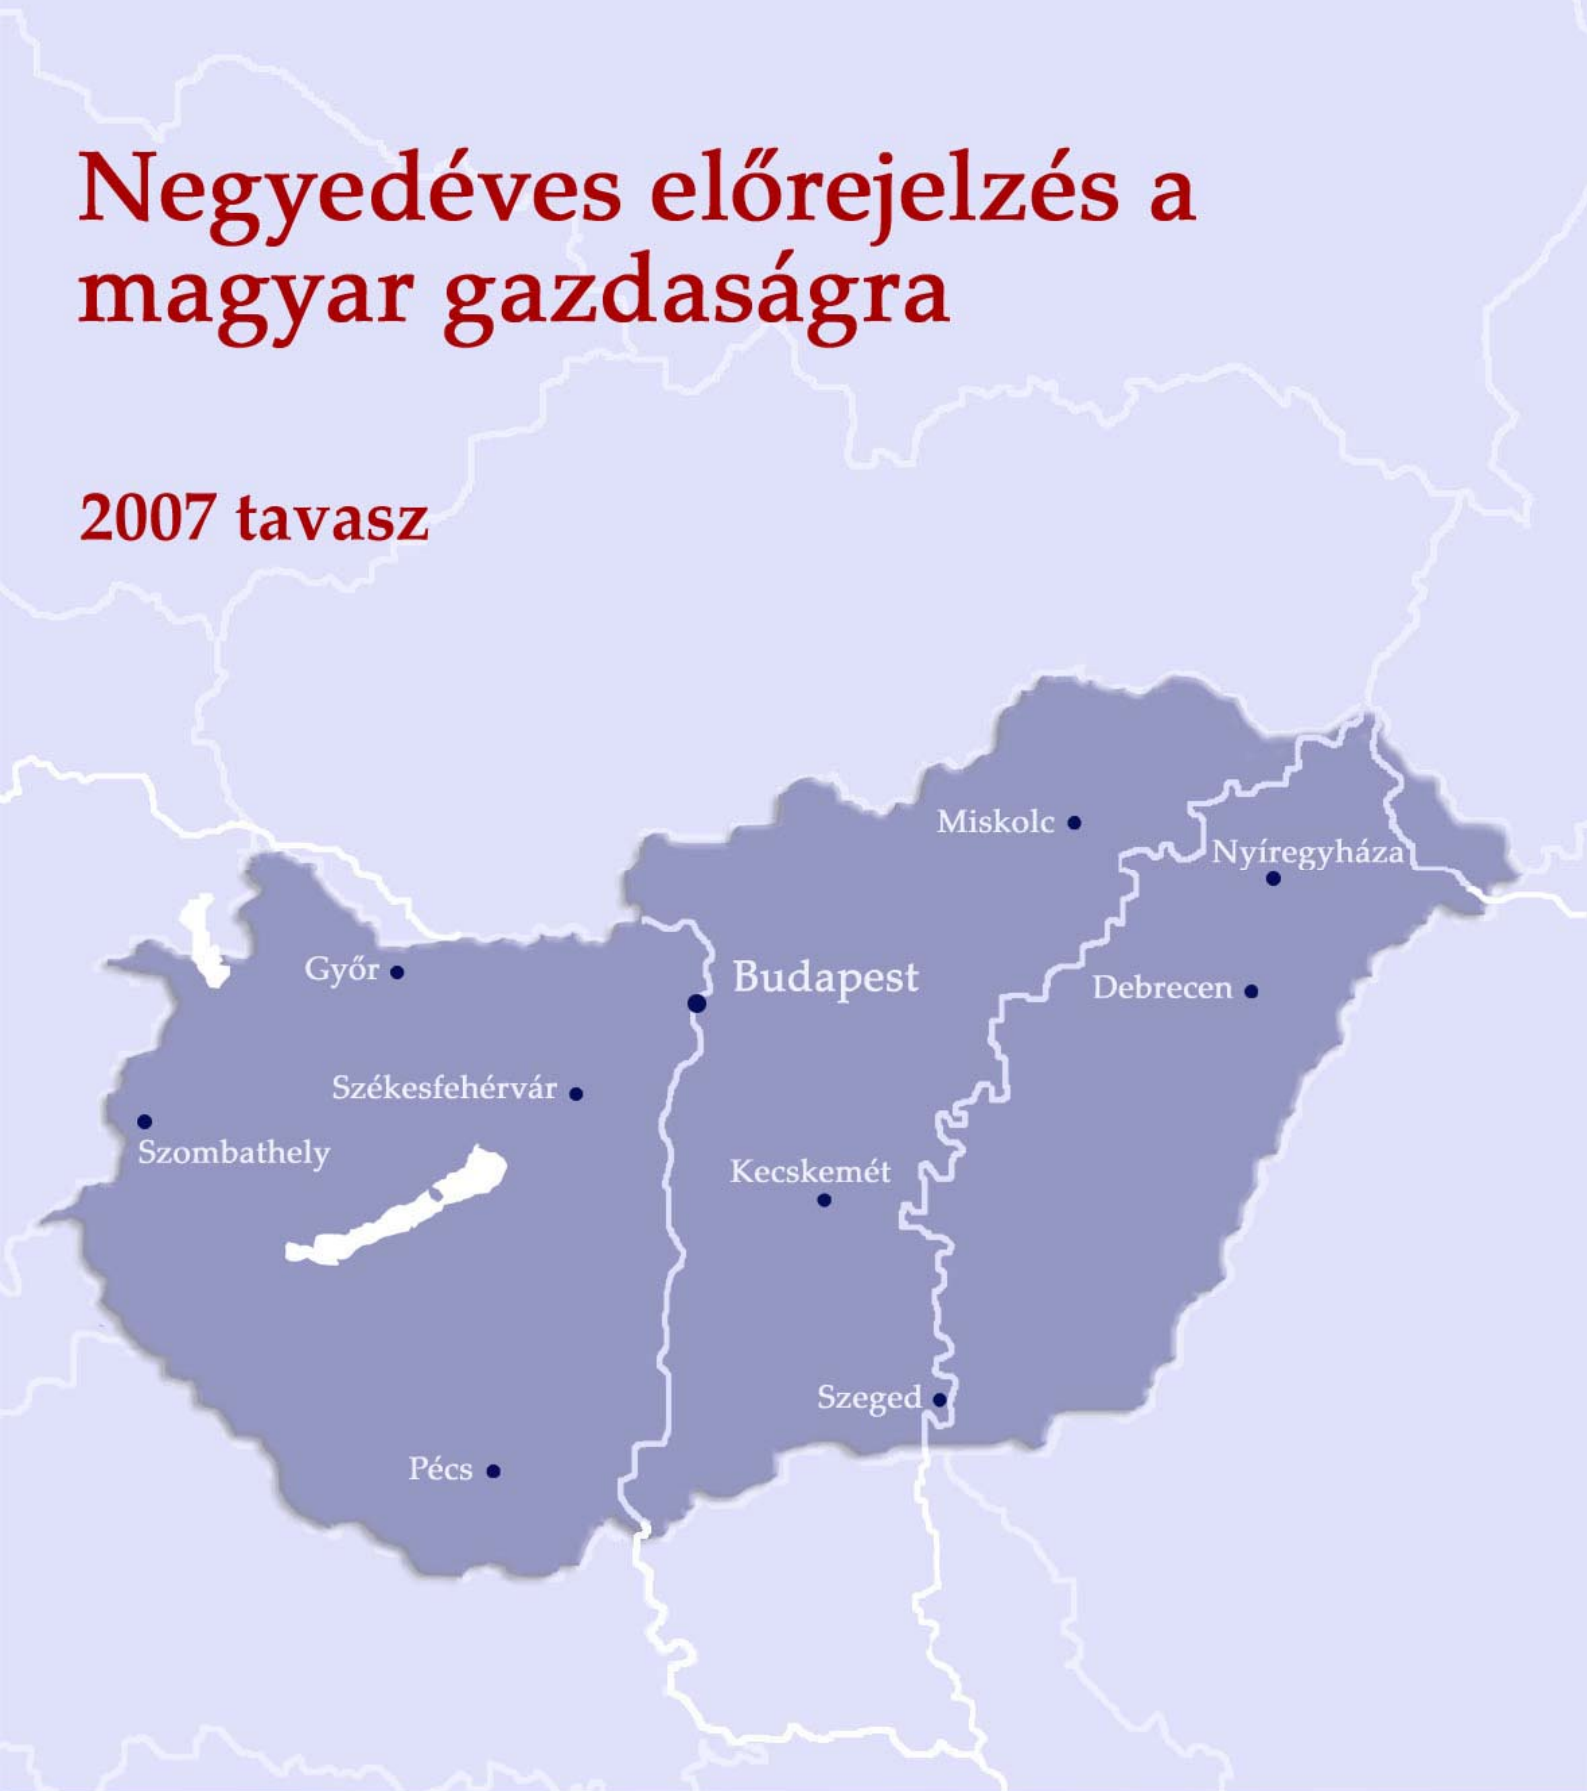 Negyedéves előrejelzés a
magyar gazdaságra
2007 tavasz
Miskolc
Nyíregyháza
Győr
Budapest
Debrecen
Székesfehérvár
Szombathely
Kecskemét
Szeged
Pécs